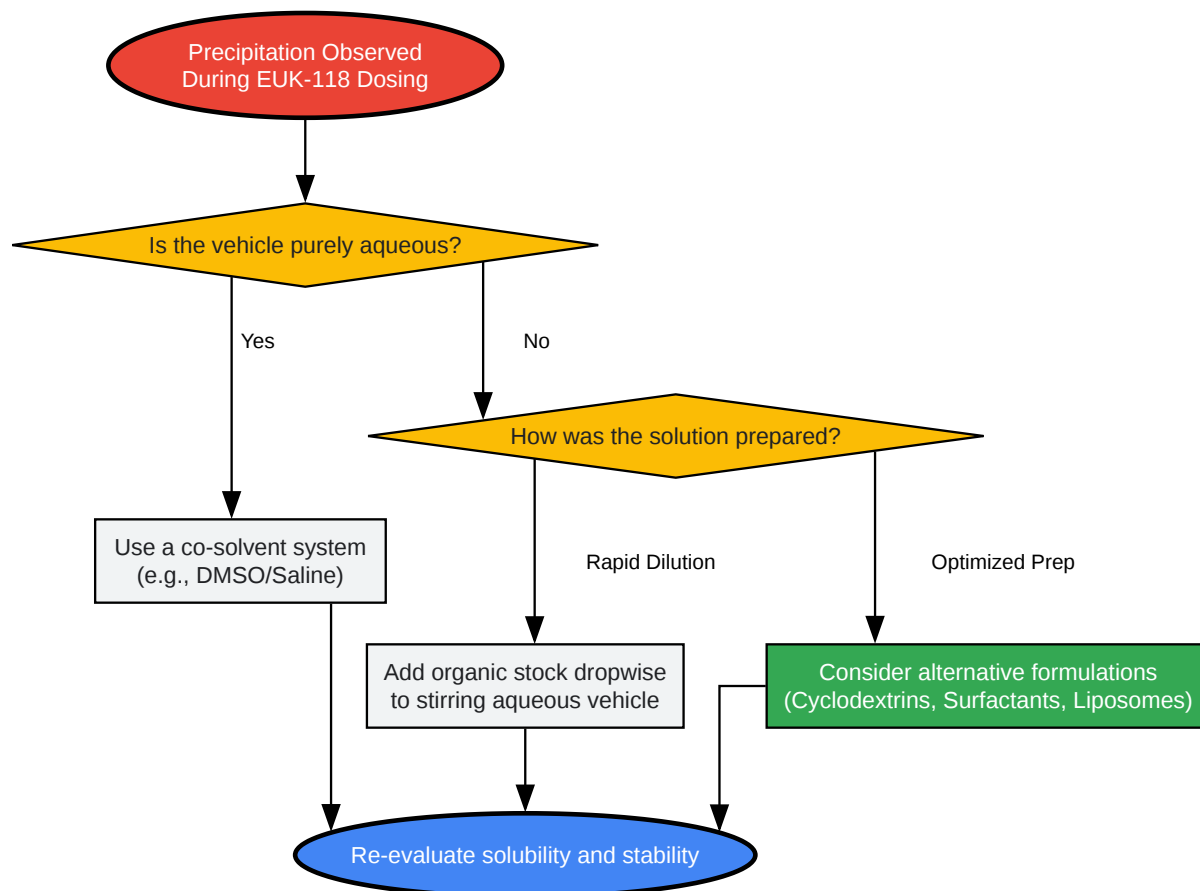 Precipitation Observed
During EUK-118 Dosing
Is the vehicle purely aqueous?
Yes
No
How was the solution prepared?
Use a co-solvent system
(e.g., DMSO/Saline)
Rapid Dilution
Optimized Prep
Add organic stock dropwise
to stirring aqueous vehicle
Consider alternative formulations
(Cyclodextrins, Surfactants, Liposomes)
Re-evaluate solubility and stability